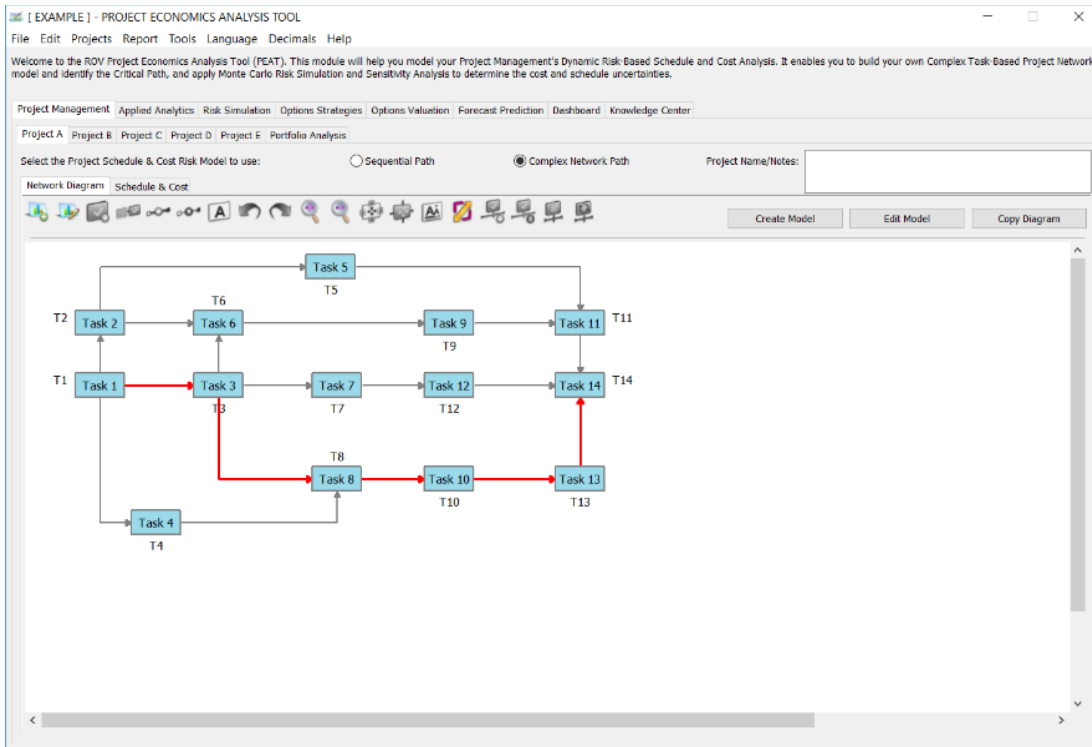 [ EXAMPLE ] - PROJECT ECONOMICS ANALYSIS TOOL
File Edit Projects Report Tools Language Decimals Help
Welcome to the ROV Project Economics Analysis Tool (PEAT). This module will help you model your Project Management's Dynamic Risk-Based Schedule and Cost Analysis. It enables you to build your own Complex Task-Based Project Network
model and identify the Critical Path, and apply Monte Carlo Risk Simulation and Sensitivity Analysis to determine the cost and schedule uncertainties.
Project Management Applied Analytics Risk Simulation Options Strategies Options Valuation Forecast Prediction Dashboard Knowledge Center
Project A Project B Project C Project D Project E Portfolio Analysis
Select the Project Schedule & Cost Risk Model to use: Sequential Path Complex Network Path Project Name/Notes:
Network Diagram Schedule & Cost
Create Model Edit Model Copy Diagram
Task 5
T5
T6
T2 Task 2 Task 6 Task 9 Task 11 T11
T9
T1 Task 1 Task 3 Task 7 Task 12 Task 14 T14
T3 T7 T12
T8
Task 8 Task 10 Task 13
T10 T13
Task 4
T4